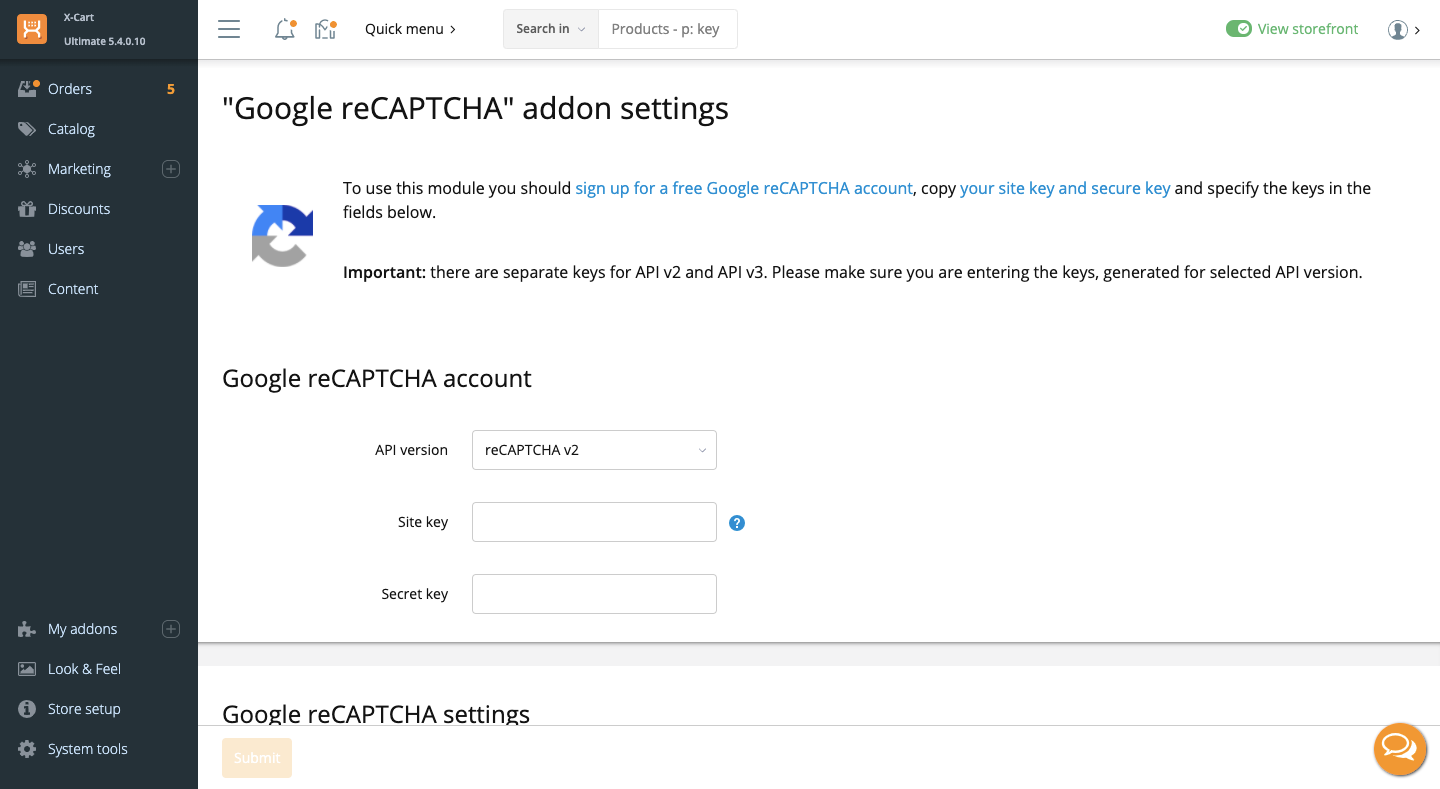 X-Cart
Ultimate 5.4.0.10
Quick menu
Search in
Products - p: key
View storefront
Orders 5
Catalog
Marketing
Discounts
Users
Content
My addons
Look & Feel
Store setup
System tools
"Google reCAPTCHA" addon settings
To use this module you should sign up for a free Google reCAPTCHA account, copy your site key and secure key and specify the keys in the
fields below.
Important: there are separate keys for API v2 and API v3. Please make sure you are entering the keys, generated for selected API version.
Google reCAPTCHA account
API version reCAPTCHA v2
Site key ?
Secret key
Google reCAPTCHA settings
Submit